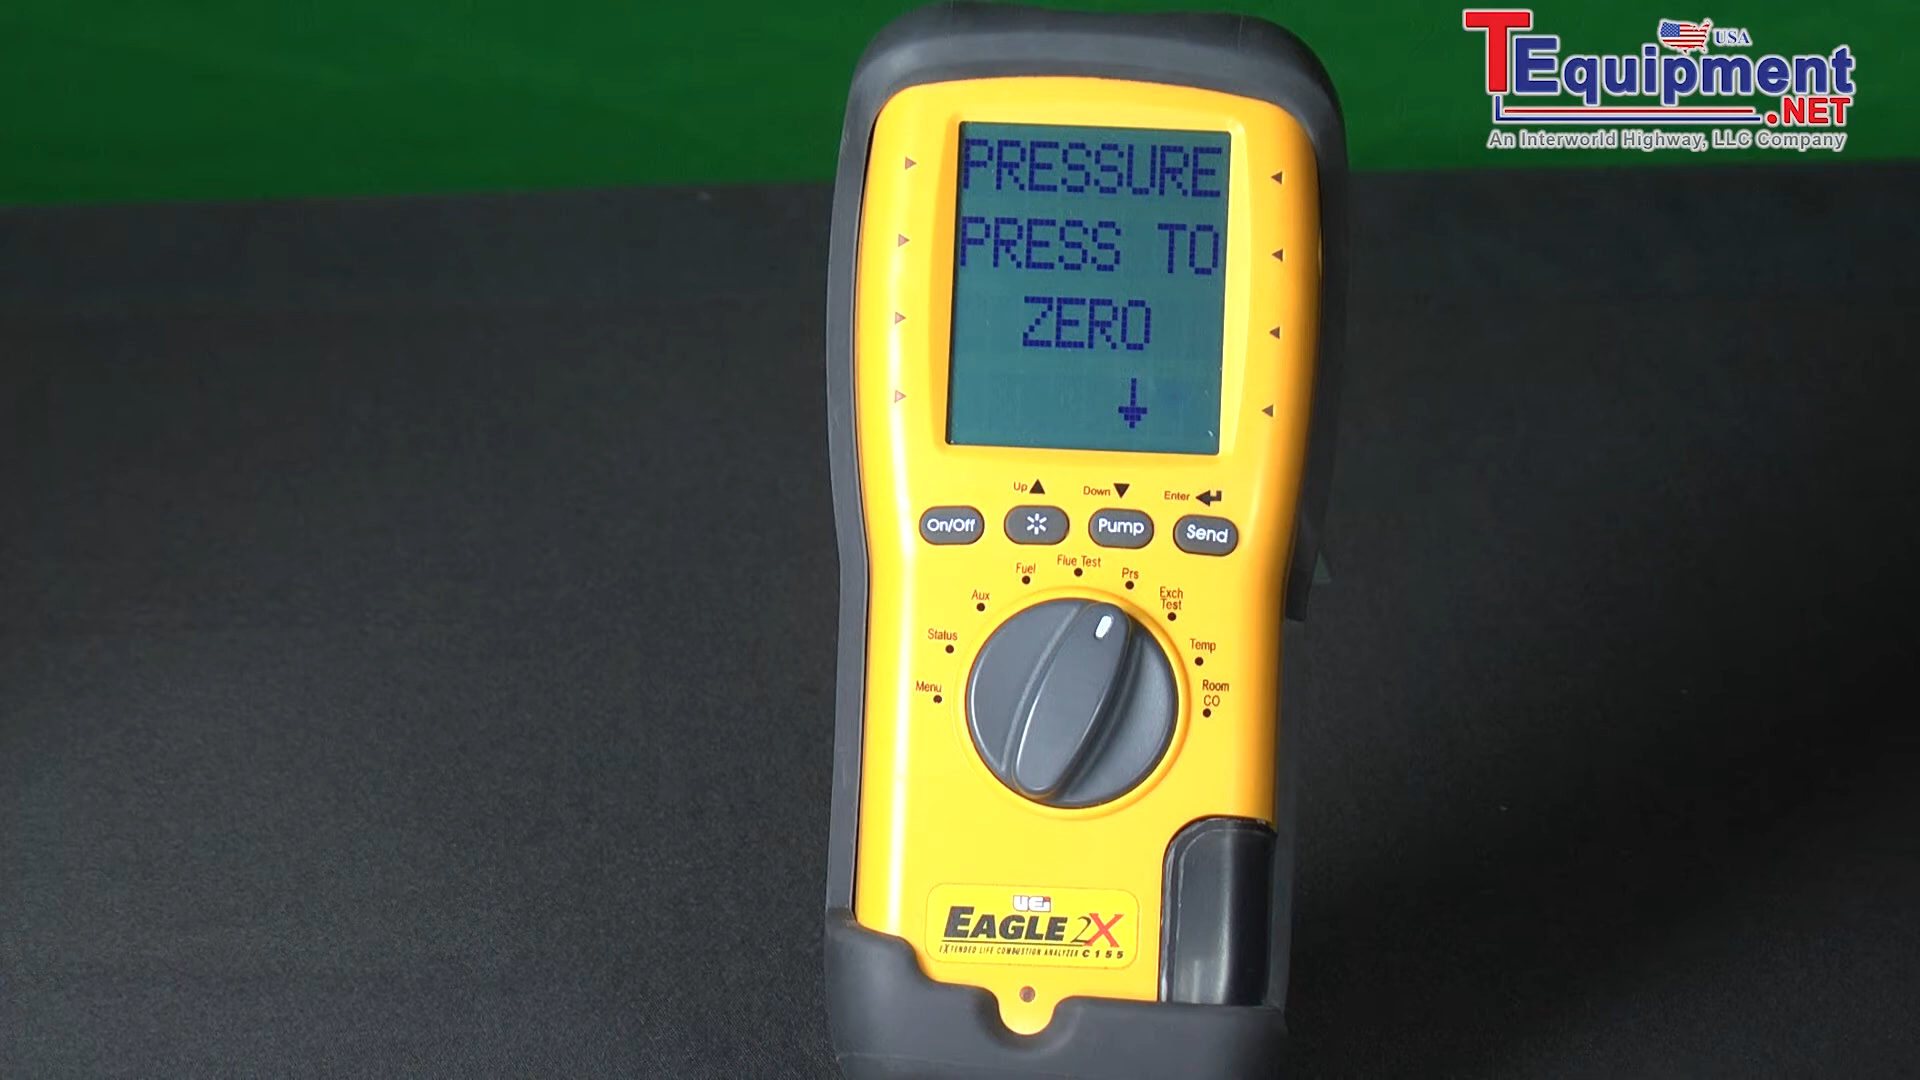 TEquipment
USA
.NET
An Interworld Highway, LLC Company
PRESSURE
PRESS TO
ZERO
Up Down Enter
On/Off Pump Send
Flue Test
Fuel Prs
Aux Exch Test
Status Temp
Menu Room CO
UEi
EAGLE 2X
EXTENDED LIFE COMBUSTION ANALYZER C155